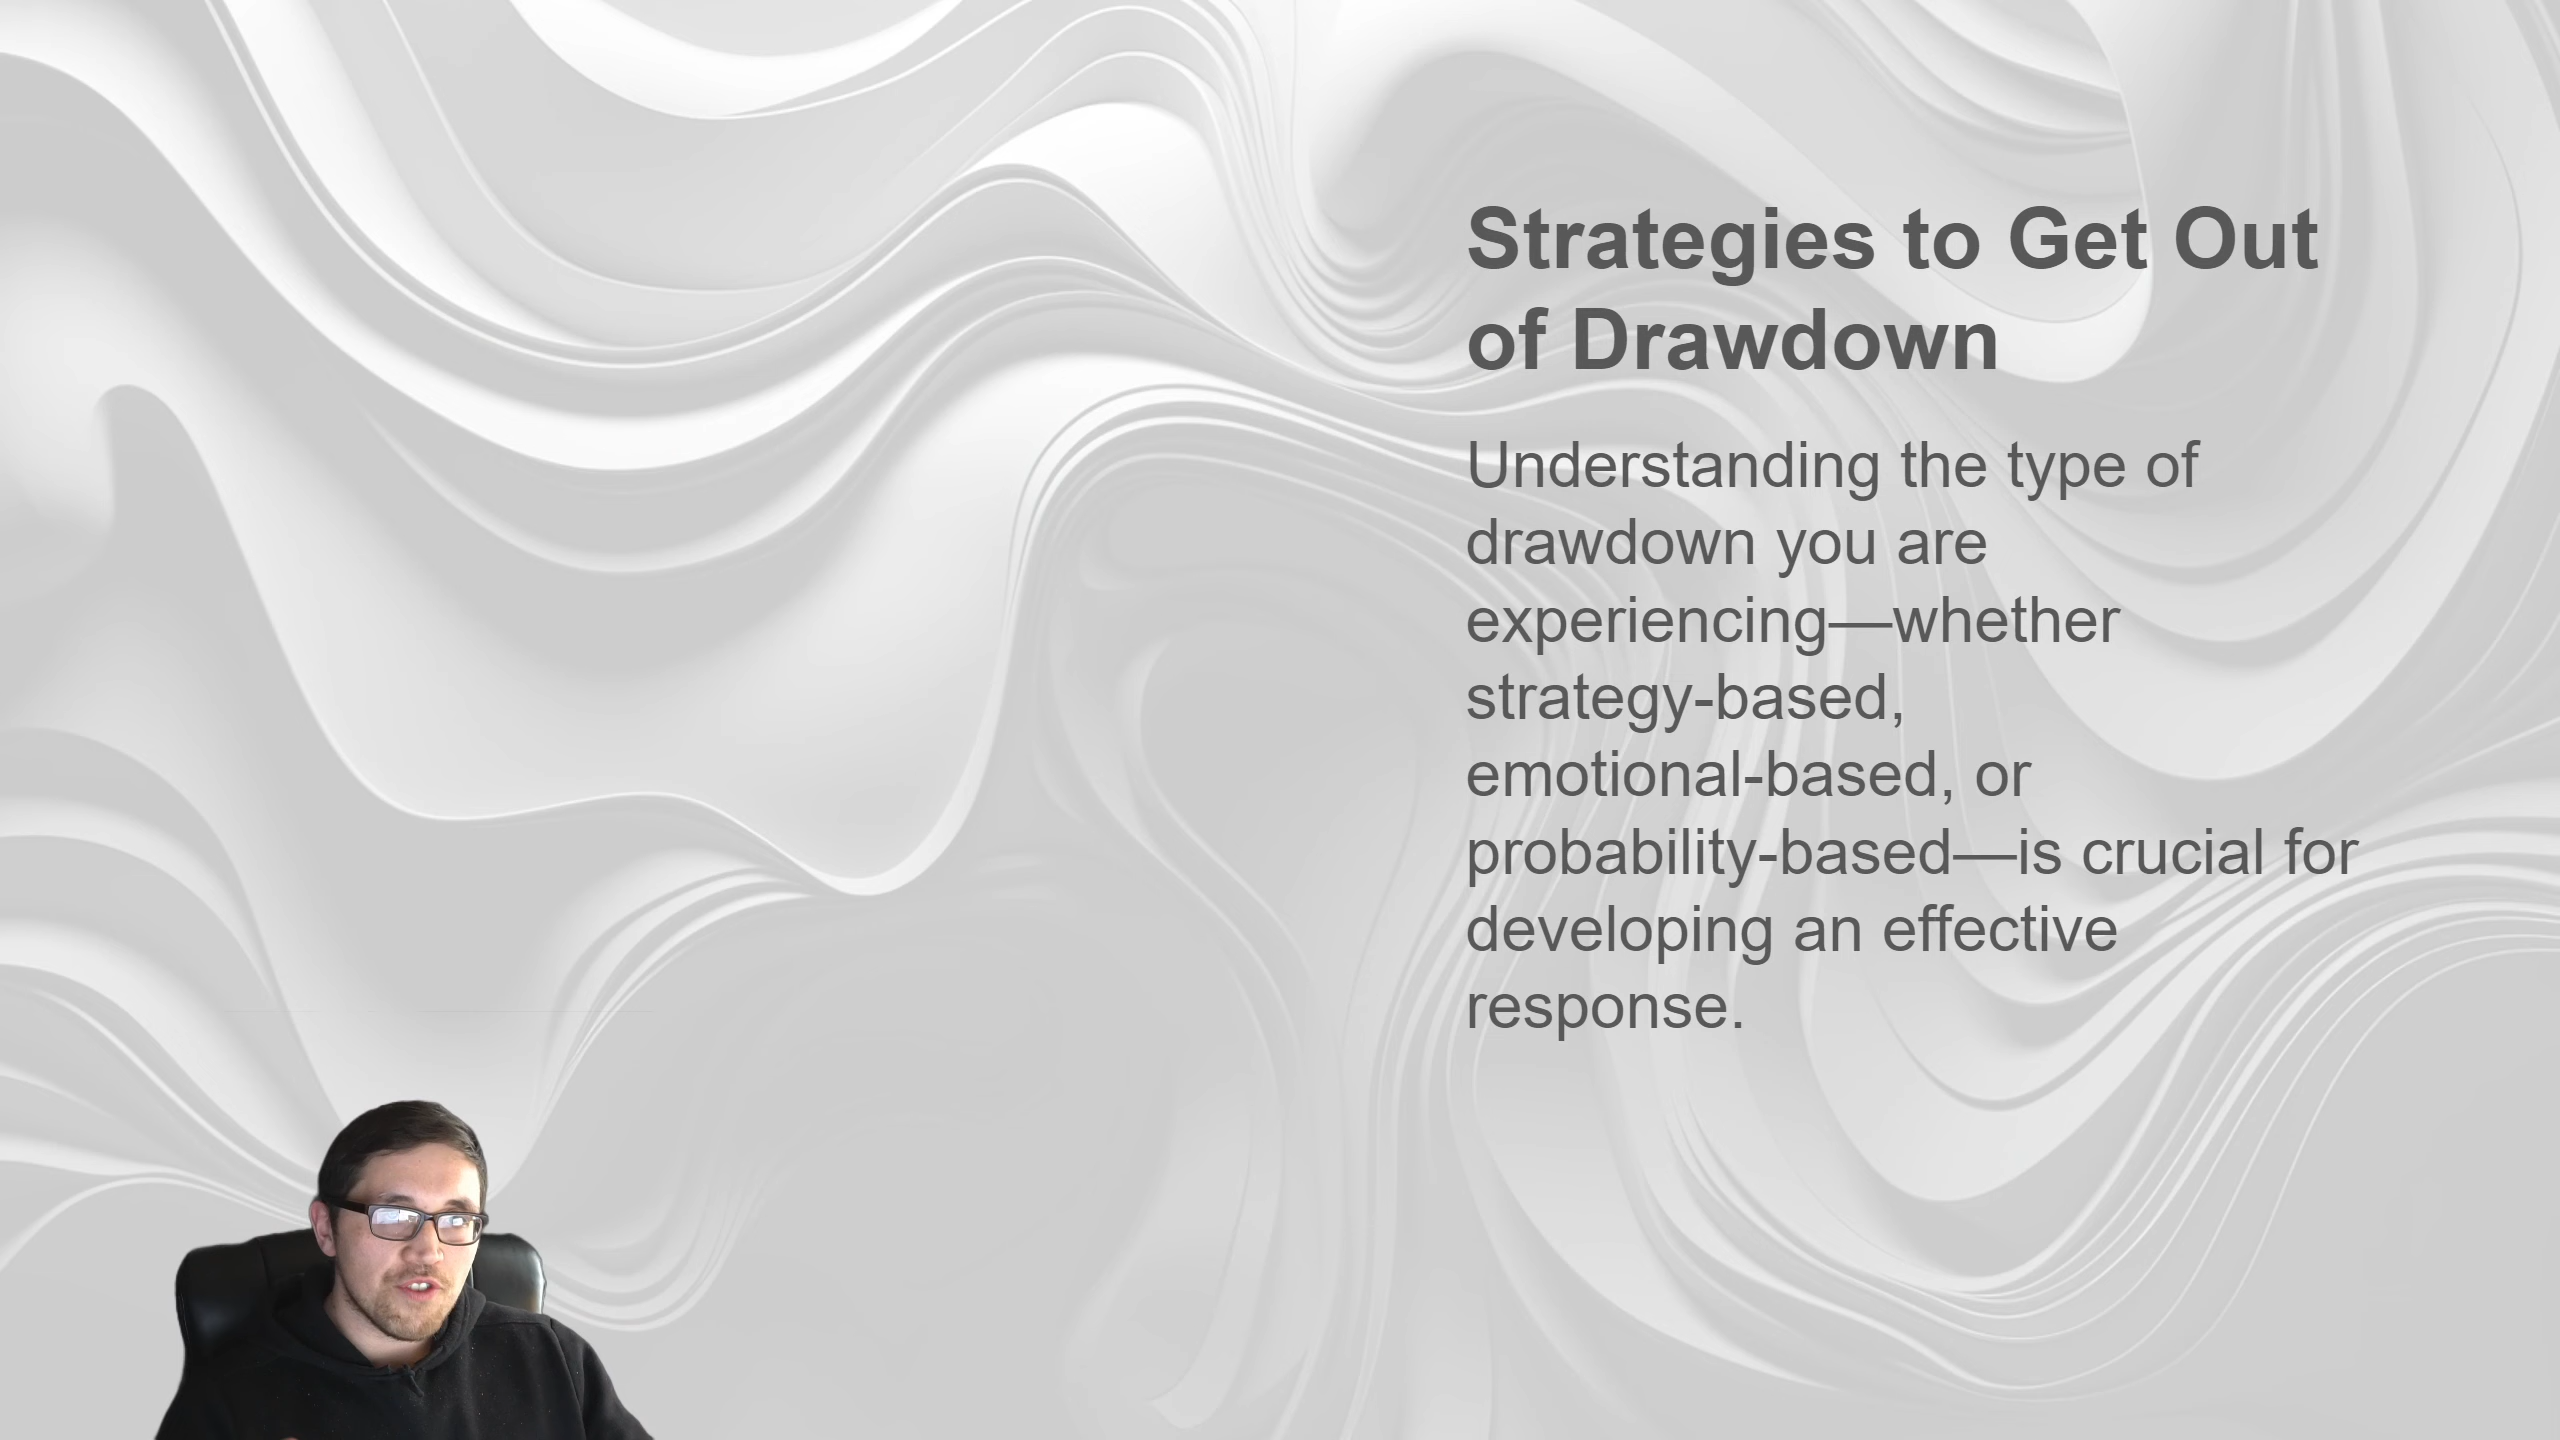 Strategies to Get Out
of Drawdown
Understanding the type of
drawdown you are
experiencing—whether
strategy-based,
emotional-based, or
probability-based—is crucial for
developing an effective
response.